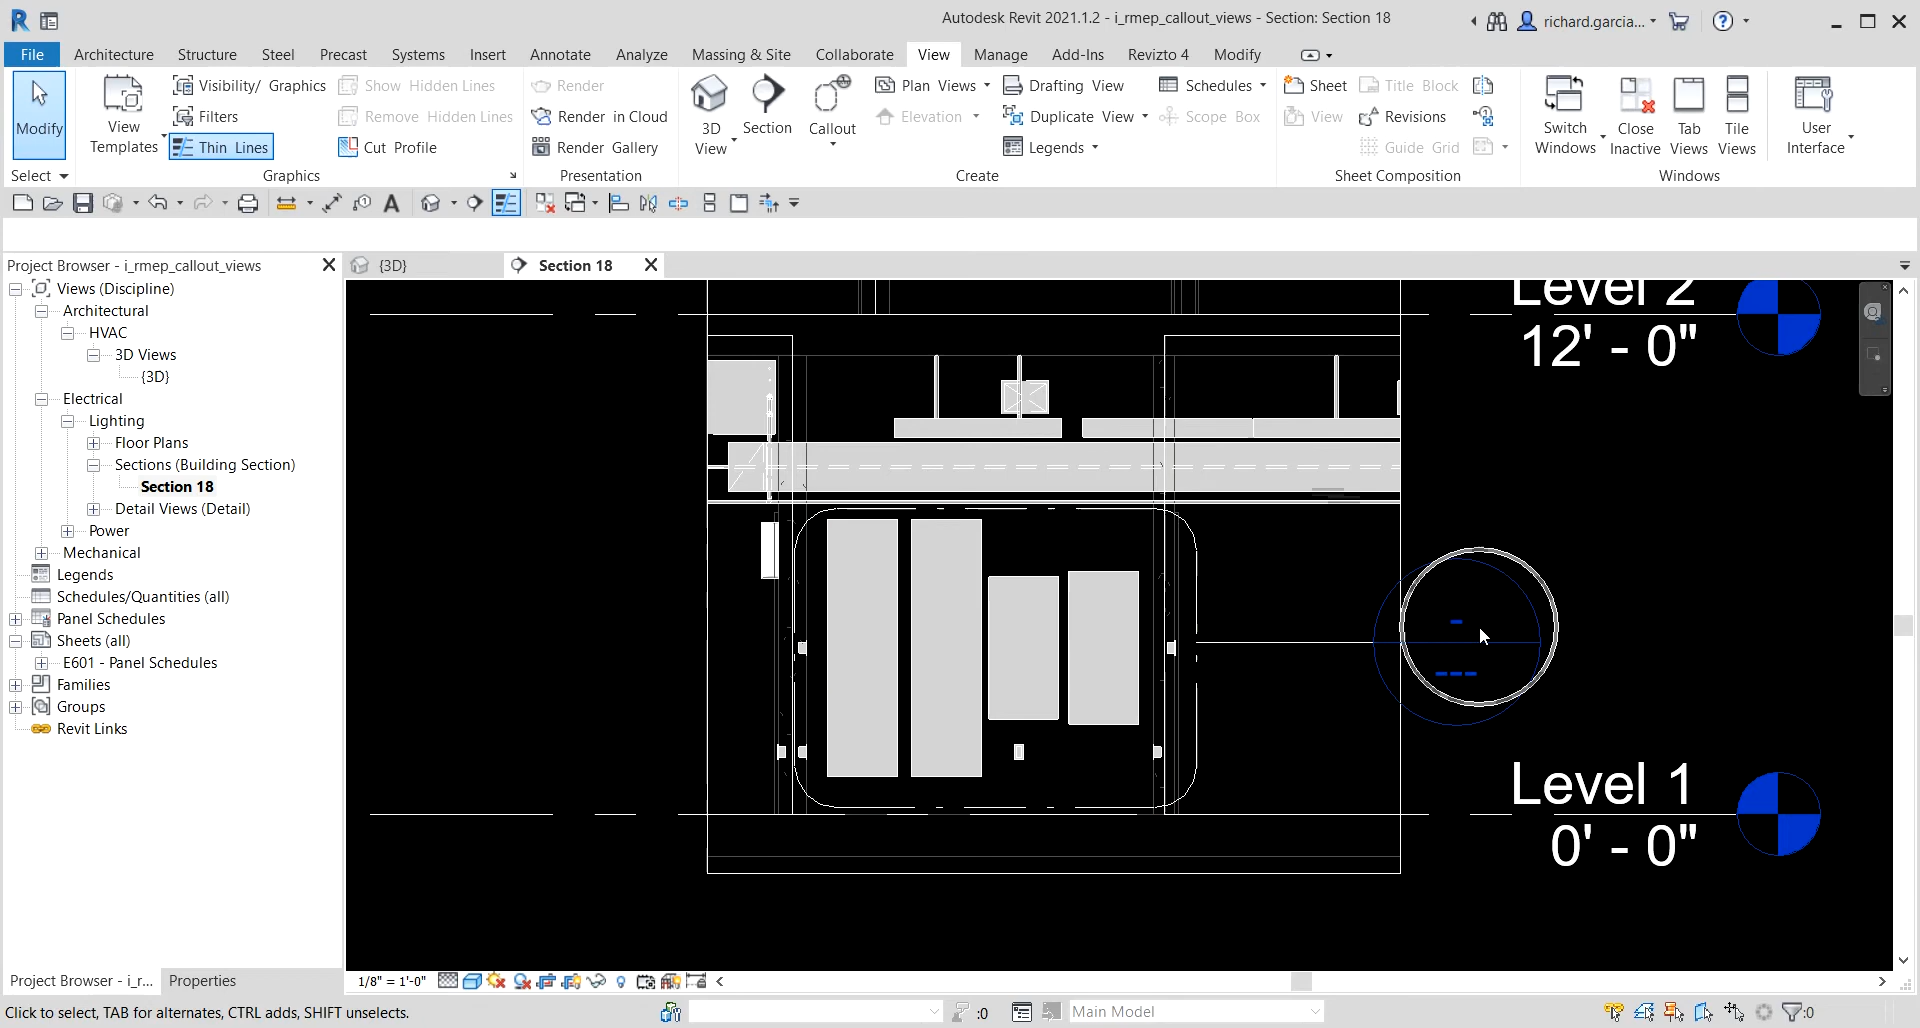 Autodesk Revit 2021.1.2 - i_rmep_callout_views - Section: Section 18
richard.garcia...
File Architecture Structure Steel Precast Systems Insert Annotate Analyze Massing & Site Collaborate View Manage Add-Ins Revizto 4 Modify
Modify
Select
View Templates
Visibility/ Graphics
Filters
Thin Lines
Show Hidden Lines
Remove Hidden Lines
Cut Profile
Graphics
Render
Render in Cloud
Render Gallery
Presentation
3D View
Section
Callout
Plan Views
Elevation
Drafting View
Duplicate View
Legends
Schedules
Scope Box
Create
Sheet
View
Title Block
Revisions
Guide Grid
Sheet Composition
Switch Windows
Close Inactive
Tab Views
Tile Views
User Interface
Windows
Project Browser - i_rmep_callout_views
Views (Discipline)
Architectural
HVAC
3D Views
{3D}
Electrical
Lighting
Floor Plans
Sections (Building Section)
Section 18
Detail Views (Detail)
Power
Mechanical
Legends
Schedules/Quantities (all)
Panel Schedules
Sheets (all)
E601 - Panel Schedules
Families
Groups
Revit Links
{3D}
Section 18
Level 2
12' - 0"
Level 1
0' - 0"
Project Browser - i_r...
Properties
1/8" = 1'-0"
Click to select, TAB for alternates, CTRL adds, SHIFT unselects.
:0
Main Model
:0